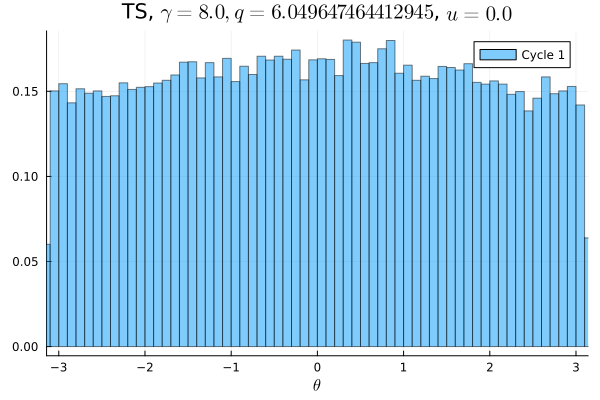 TS, γ = 8.0, q = 6.049647464412945, u = 0.0
Cycle 1
0.15
0.10
0.05
0.00
−3 −2 −1 0 1 2 3
θ